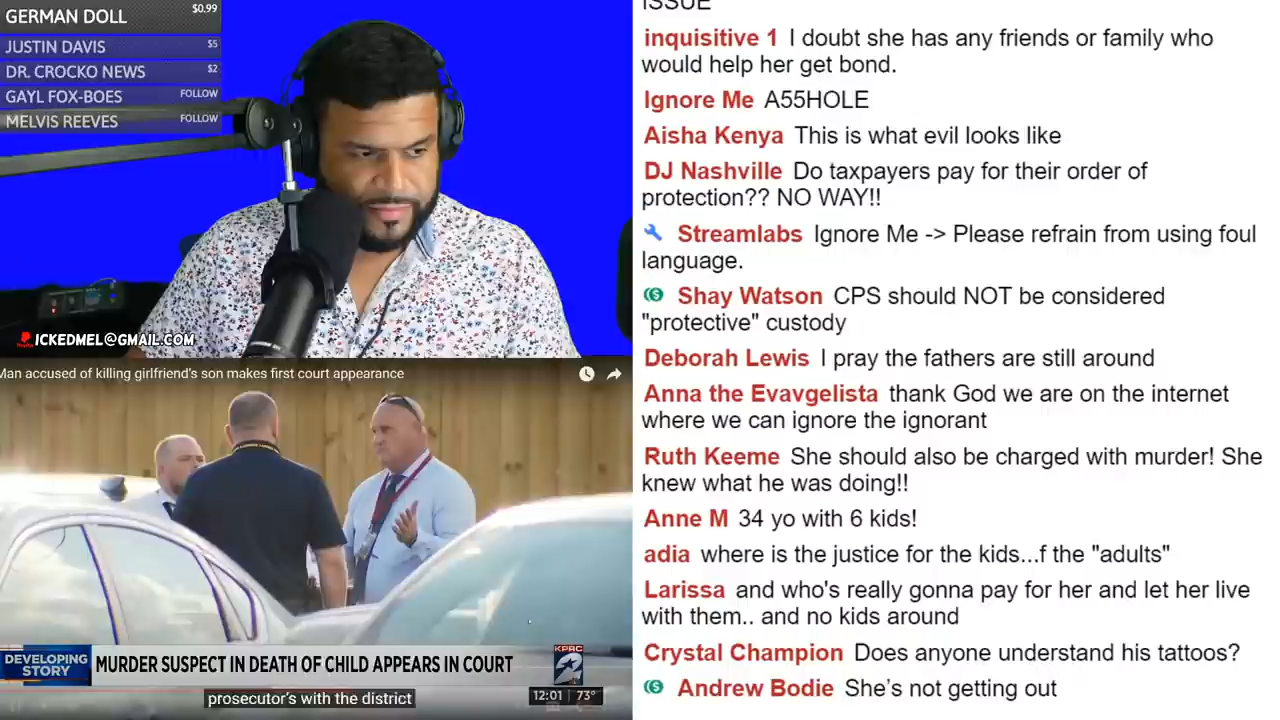 GERMAN DOLL $0.99
JUSTIN DAVIS $5
DR. CROCKO NEWS $2
GAYL FOX-BOES FOLLOW
MELVIS REEVES FOLLOW
ICKEDMEL@GMAIL.COM
Man accused of killing girlfriend's son makes first court appearance
DEVELOPING
STORY
MURDER SUSPECT IN DEATH OF CHILD APPEARS IN COURT
KPRC
2
prosecutor's with the district
12:01 73°
ISSUE
inquisitive 1 I doubt she has any friends or family who
would help her get bond.
Ignore Me A55HOLE
Aisha Kenya This is what evil looks like
DJ Nashville Do taxpayers pay for their order of
protection?? NO WAY!!
Streamlabs Ignore Me -> Please refrain from using foul
language.
Shay Watson CPS should NOT be considered
"protective" custody
Deborah Lewis I pray the fathers are still around
Anna the Evavgelista thank God we are on the internet
where we can ignore the ignorant
Ruth Keeme She should also be charged with murder! She
knew what he was doing!!
Anne M 34 yo with 6 kids!
adia where is the justice for the kids...f the "adults"
Larissa and who's really gonna pay for her and let her live
with them.. and no kids around
Crystal Champion Does anyone understand his tattoos?
Andrew Bodie She's not getting out